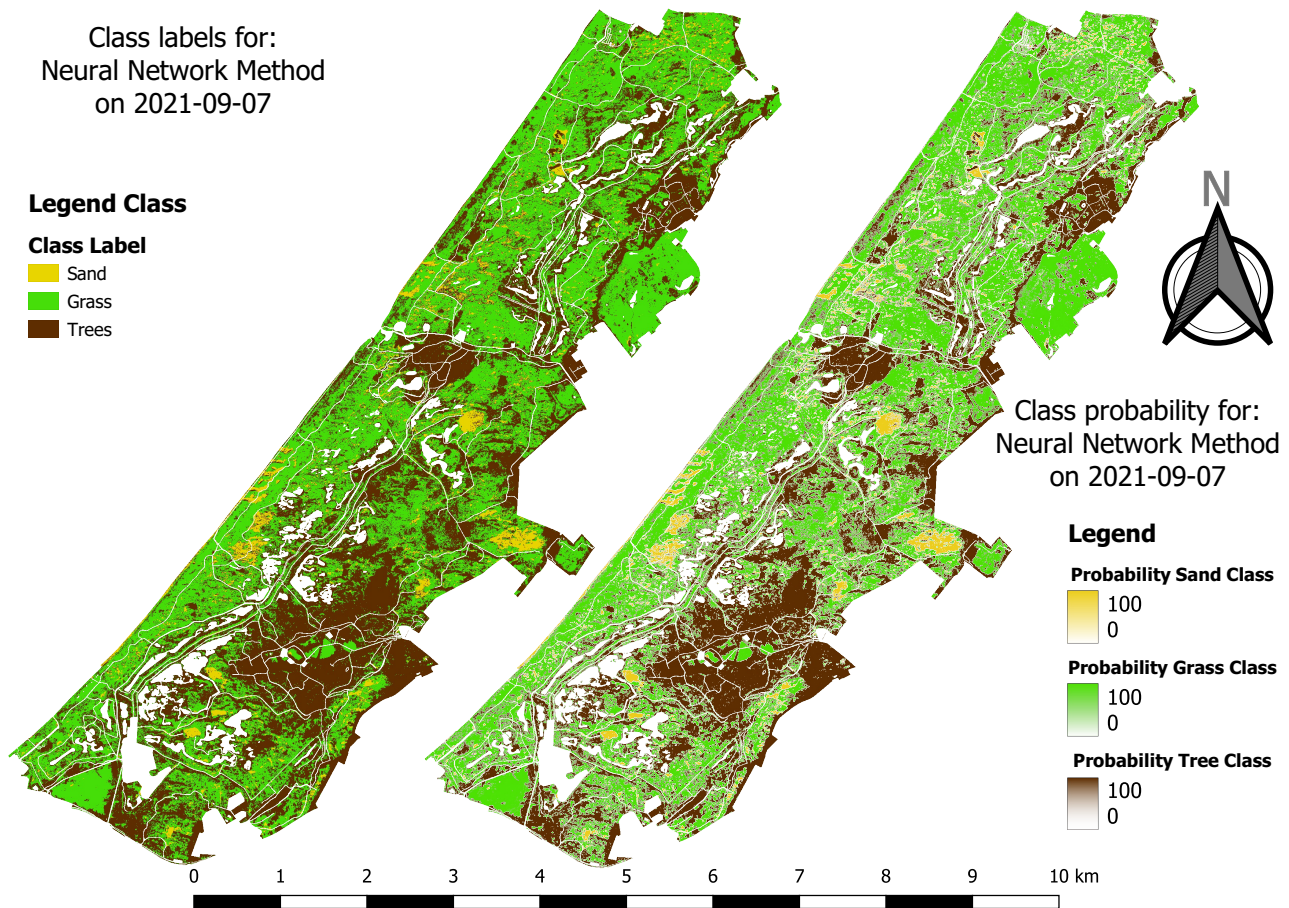 Class labels for:
Neural Network Method
on 2021-09-07
Legend Class
Class Label
Sand
Grass
Trees
N
Class probability for:
Neural Network Method
on 2021-09-07
Legend
Probability Sand Class
100
0
Probability Grass Class
100
0
Probability Tree Class
100
0
0 1 2 3 4 5 6 7 8 9 10 km